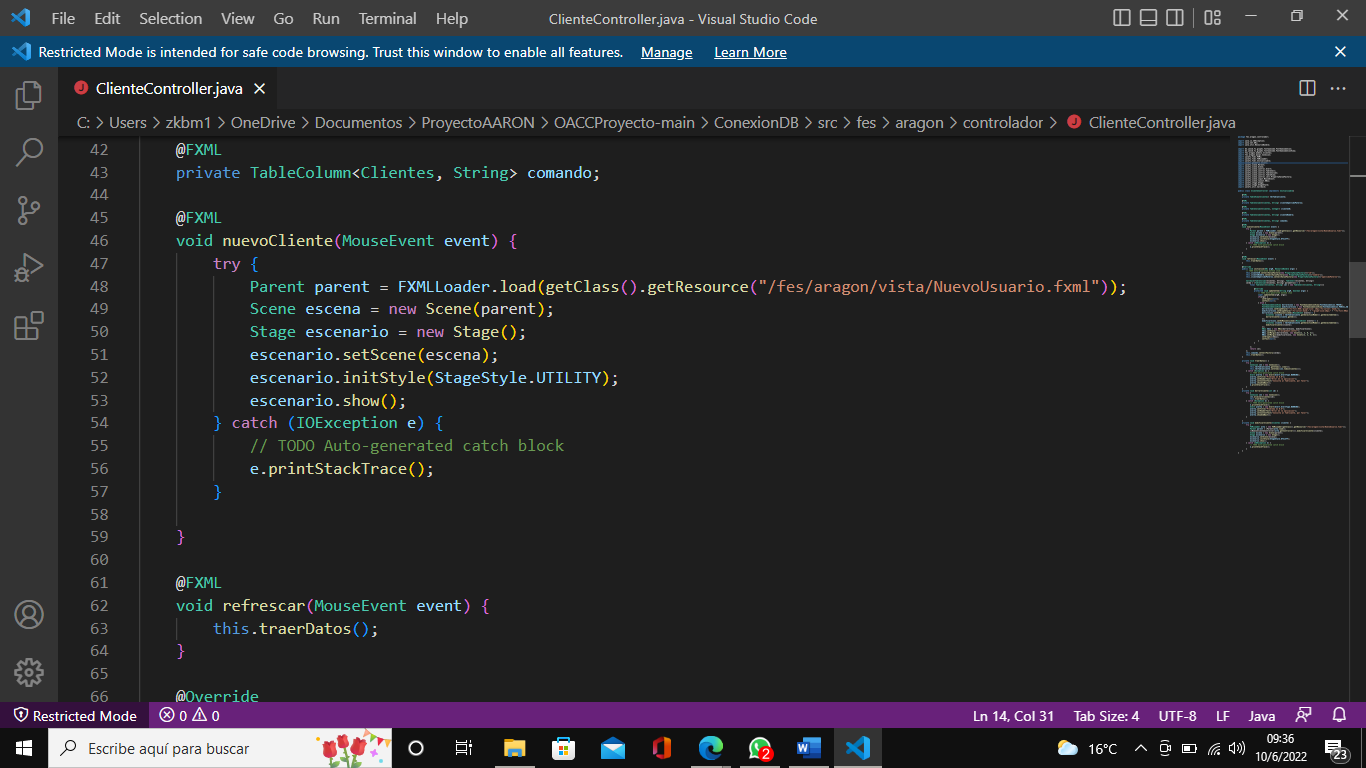 File Edit Selection View Go Run Terminal Help ClienteController.java - Visual Studio Code
Restricted Mode is intended for safe code browsing. Trust this window to enable all features. Manage Learn More
ClienteController.java
C: > Users > zkbm1 > OneDrive > Documentos > ProyectoAARON > OACCProyecto-main > ConexionDB > src > fes > aragon > controlador > ClienteController.java
42 @FXML
43 private TableColumn<Clientes, String> comando;
44
45 @FXML
46 void nuevoCliente(MouseEvent event) {
47 try {
48 Parent parent = FXMLLoader.load(getClass().getResource("/fes/aragon/vista/NuevoUsuario.fxml"));
49 Scene escena = new Scene(parent);
50 Stage escenario = new Stage();
51 escenario.setScene(escena);
52 escenario.initStyle(StageStyle.UTILITY);
53 escenario.show();
54 } catch (IOException e) {
55 // TODO Auto-generated catch block
56 e.printStackTrace();
57 }
58
59 }
60
61 @FXML
62 void refrescar(MouseEvent event) {
63 this.traerDatos();
64 }
65
66 @Override
Restricted Mode 0 0 Ln 14, Col 31 Tab Size: 4 UTF-8 LF Java
Escribe aquí para buscar 2 16°C 09:36
10/6/2022 23